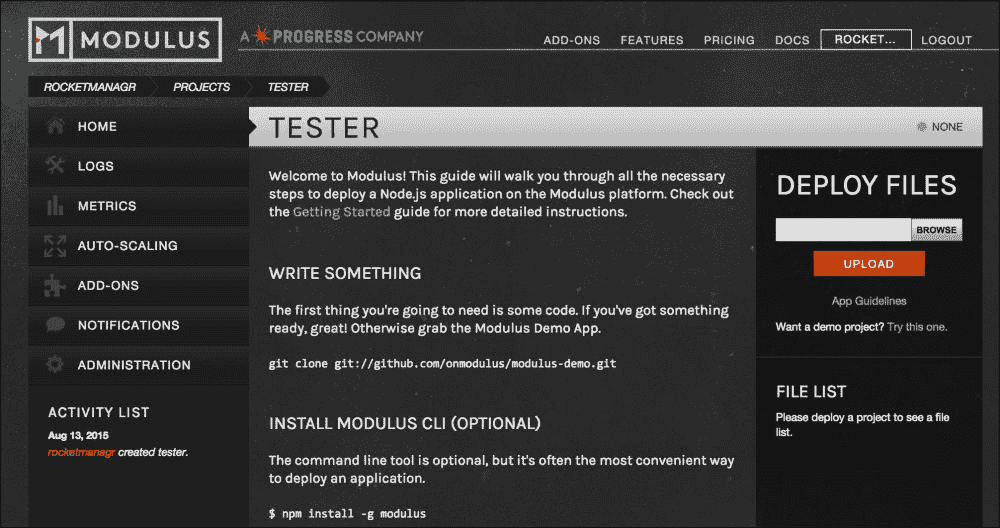 MODULUS
A PROGRESS COMPANY
ADD-ONS
FEATURES
PRICING
DOCS
ROCKET...
LOGOUT
ROCKETMANAGR
PROJECTS
TESTER
HOME
LOGS
METRICS
AUTO-SCALING
ADD-ONS
NOTIFICATIONS
ADMINISTRATION
ACTIVITY LIST
Aug 13, 2015
rocketmanagr created tester.
TESTER
NONE
Welcome to Modulus! This guide will walk you through all the necessary
steps to deploy a Node.js application on the Modulus platform. Check out
the Getting Started guide for more detailed instructions.
WRITE SOMETHING
The first thing you're going to need is some code. If you've got something
ready, great! Otherwise grab the Modulus Demo App.
git clone git://github.com/onmodulus/modulus-demo.git
INSTALL MODULUS CLI (OPTIONAL)
The command line tool is optional, but it's often the most convenient way
to deploy an application.
$ npm install -g modulus
DEPLOY FILES
BROWSE
UPLOAD
App Guidelines
Want a demo project? Try this one.
FILE LIST
Please deploy a project to see a file
list.